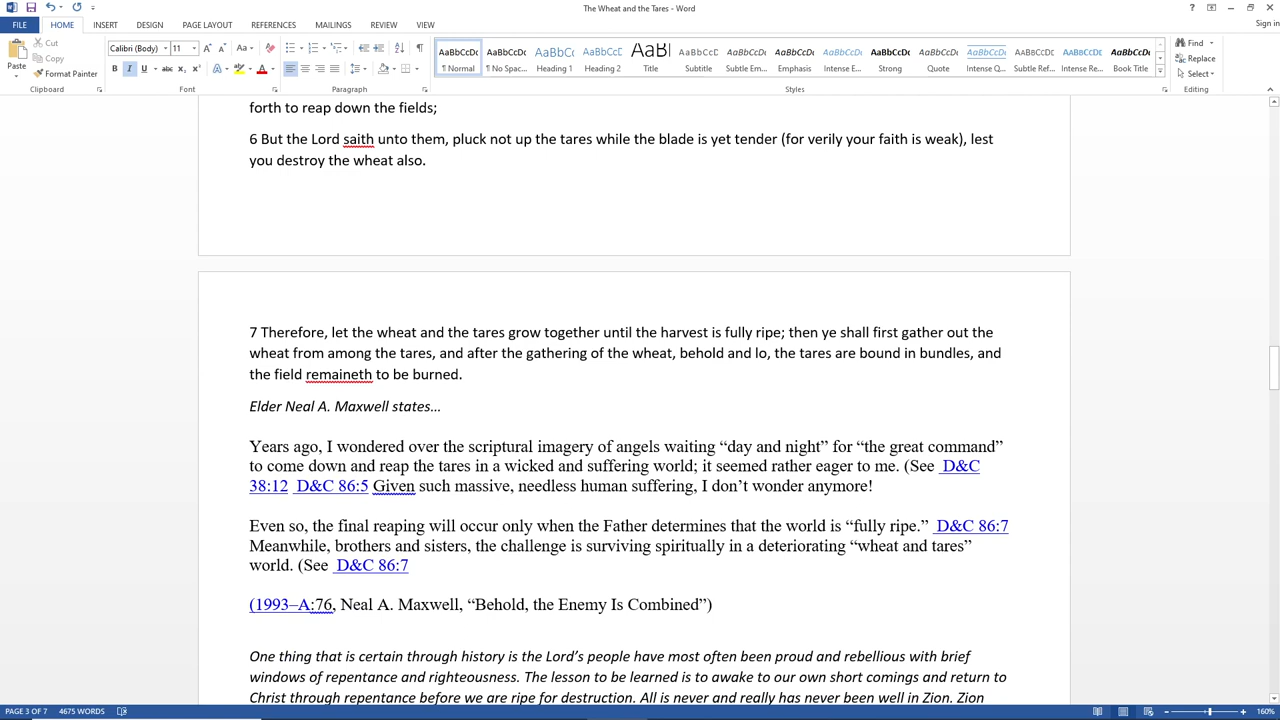 The Wheat and the Tares - Word
Sign in
FILE HOME INSERT DESIGN PAGE LAYOUT REFERENCES MAILINGS REVIEW VIEW
Paste
Cut
Copy
Format Painter
Calibri (Body) 11
B I U abc x₂ x² A
AaBbCcDc AaBbCcDc AaBbCc AaBbCc AaBl AaBbCcD AaBbCcDc AaBbCcDc AaBbCcDc AaBbCcDc AaBbCcDc AaBbCcDc AaBbCcDc AaBbCcDc AaBbCcDc
¶ Normal ¶ No Spac... Heading 1 Heading 2 Title Subtitle Subtle Em... Emphasis Intense E... Strong Quote Intense Q... Subtle Ref... Intense Re... Book Title
Find
Replace
Select
Clipboard Font Paragraph Styles Editing
forth to reap down the fields;
6 But the Lord saith unto them, pluck not up the tares while the blade is yet tender (for verily your faith is weak), lest
you destroy the wheat also.
7 Therefore, let the wheat and the tares grow together until the harvest is fully ripe; then ye shall first gather out the
wheat from among the tares, and after the gathering of the wheat, behold and lo, the tares are bound in bundles, and
the field remaineth to be burned.
Elder Neal A. Maxwell states…
Years ago, I wondered over the scriptural imagery of angels waiting “day and night” for “the great command”
to come down and reap the tares in a wicked and suffering world; it seemed rather eager to me. (See D&C
38:12 D&C 86:5 Given such massive, needless human suffering, I don’t wonder anymore!
Even so, the final reaping will occur only when the Father determines that the world is “fully ripe.” D&C 86:7
Meanwhile, brothers and sisters, the challenge is surviving spiritually in a deteriorating “wheat and tares”
world. (See D&C 86:7
(1993–A:76, Neal A. Maxwell, “Behold, the Enemy Is Combined”)
One thing that is certain through history is the Lord’s people have most often been proud and rebellious with brief
windows of repentance and righteousness. The lesson to be learned is to awake to our own short comings and return to
Christ through repentance before we are ripe for destruction. All is never and really has never been well in Zion. Zion
PAGE 3 OF 7 4675 WORDS
160%